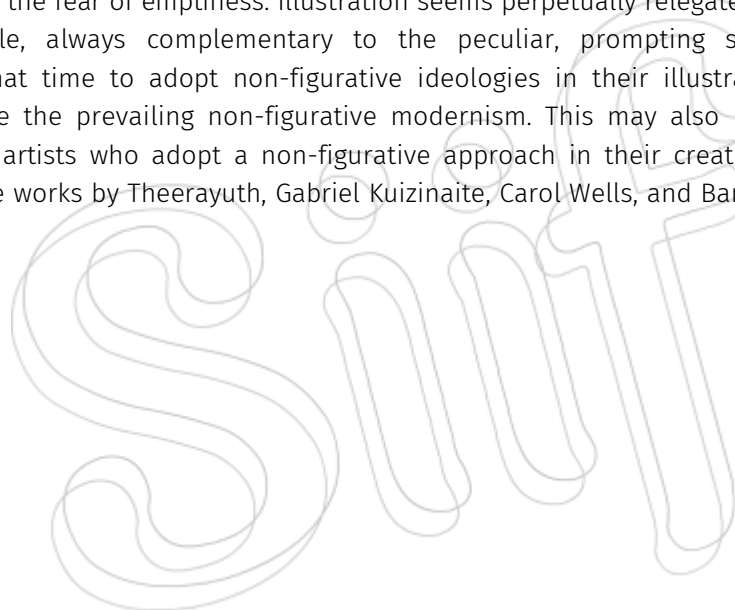 the fear of emptiness. Illustration seems perpetually relegate
le, always complementary to the peculiar, prompting s
hat time to adopt non-figurative ideologies in their illustra
e the prevailing non-figurative modernism. This may also
artists who adopt a non-figurative approach in their creat
e works by Theerayuth, Gabriel Kuizinaite, Carol Wells, and Bar
Siif